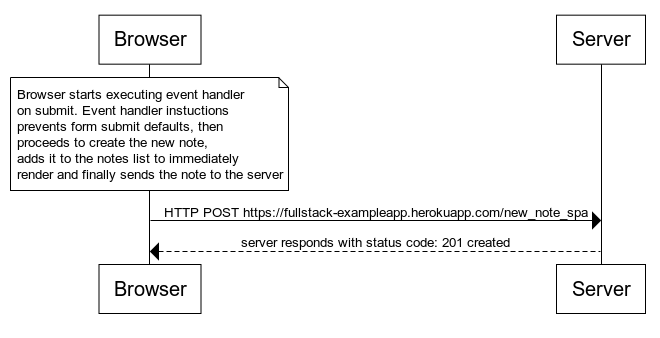 Browser
Server
Browser starts executing event handler
on submit. Event handler instuctions
prevents form submit defaults, then
proceeds to create the new note,
adds it to the notes list to immediately
render and finally sends the note to the server
HTTP POST https://fullstack-exampleapp.herokuapp.com/new_note_spa
server responds with status code: 201 created
Browser
Server